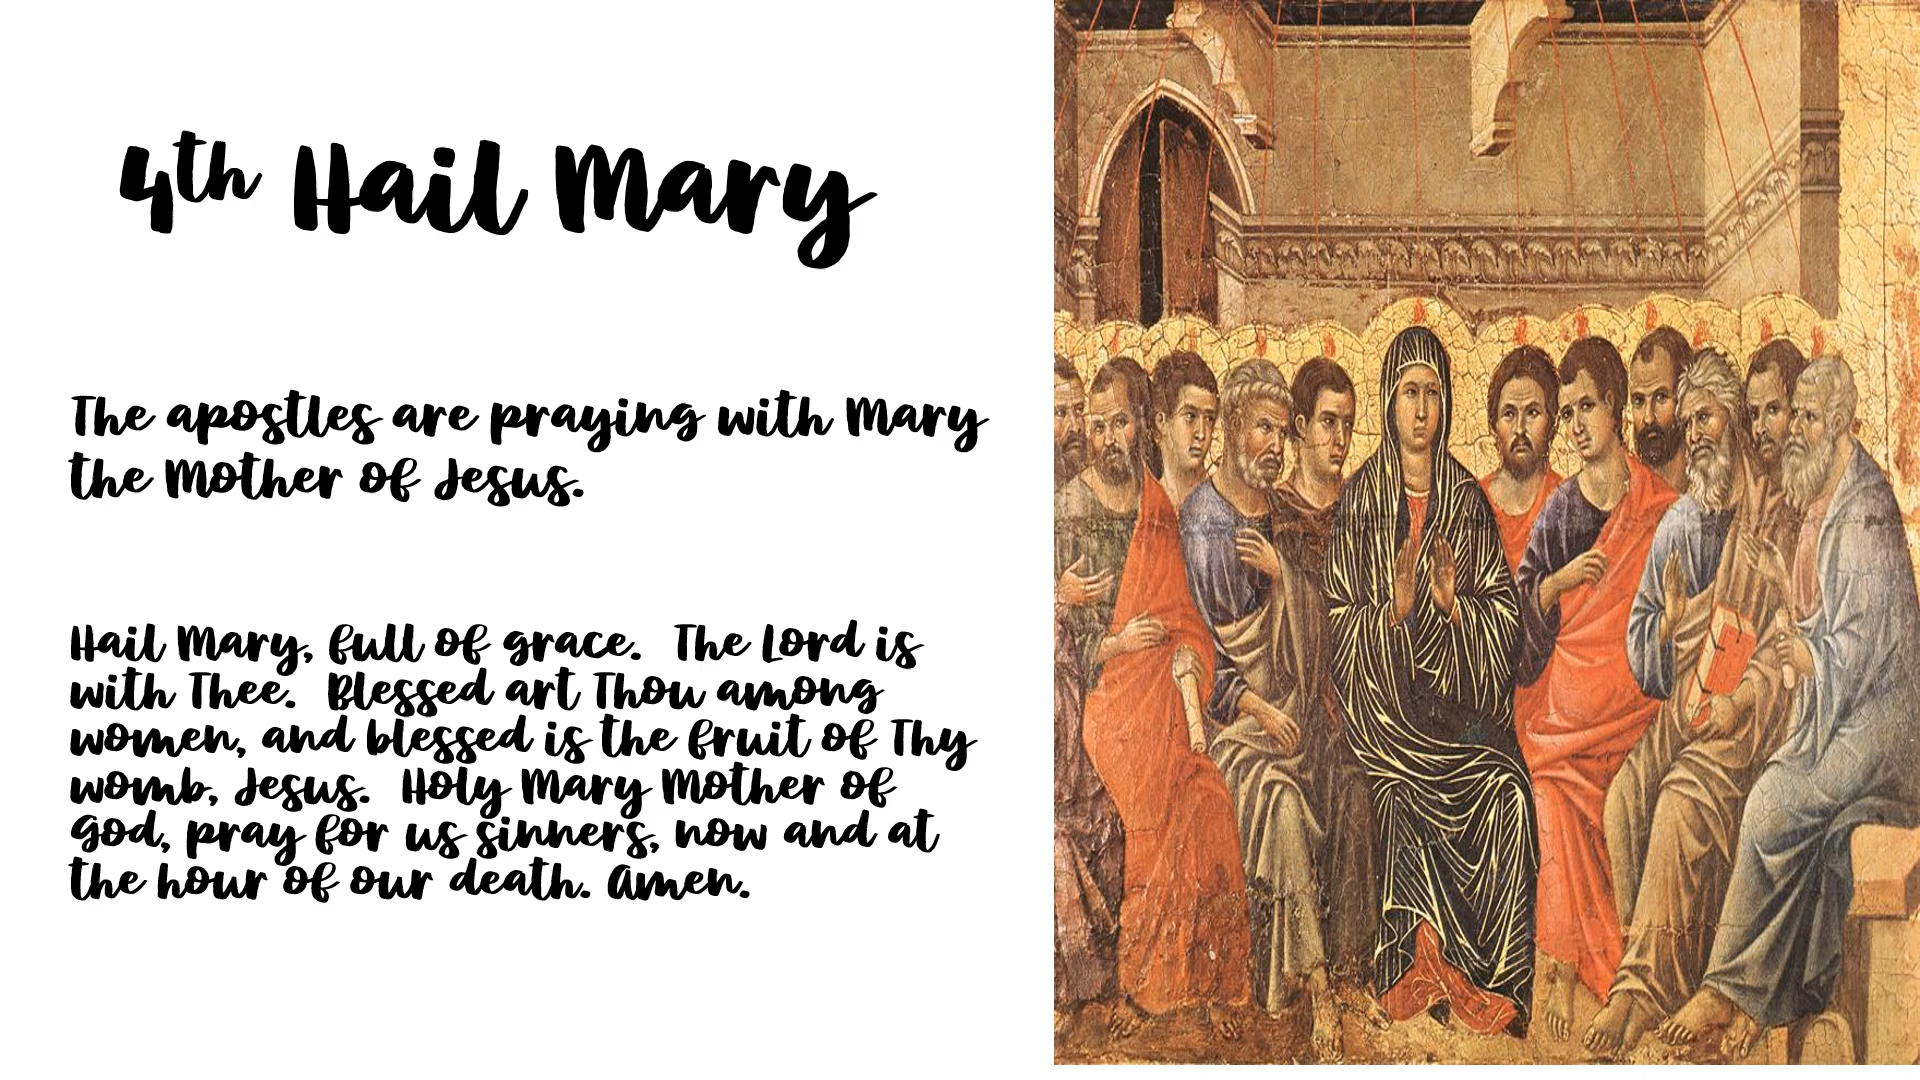 4th Hail Mary
The apostles are praying with Mary
the Mother of Jesus.
Hail Mary, full of grace.  The Lord is
with Thee.  Blessed art Thou among
women, and blessed is the fruit of Thy
womb, Jesus.  Holy Mary Mother of
God, pray for us sinners, now and at
the hour of our death. Amen.